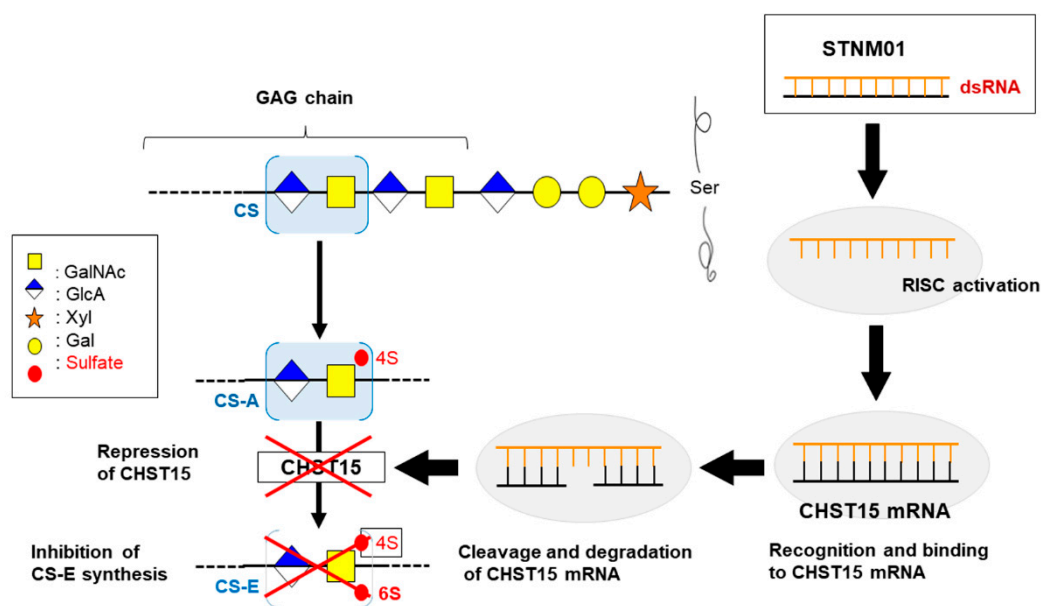 STNM01
dsRNA
GAG chain
Ser
CS
: GalNAc
: GlcA
: Xyl
: Gal
: Sulfate
RISC activation
4S
CS-A
Repression
of CHST15
CHST15
CHST15 mRNA
Inhibition of
CS-E synthesis
4S
CS-E
6S
Cleavage and degradation
of CHST15 mRNA
Recognition and binding
to CHST15 mRNA